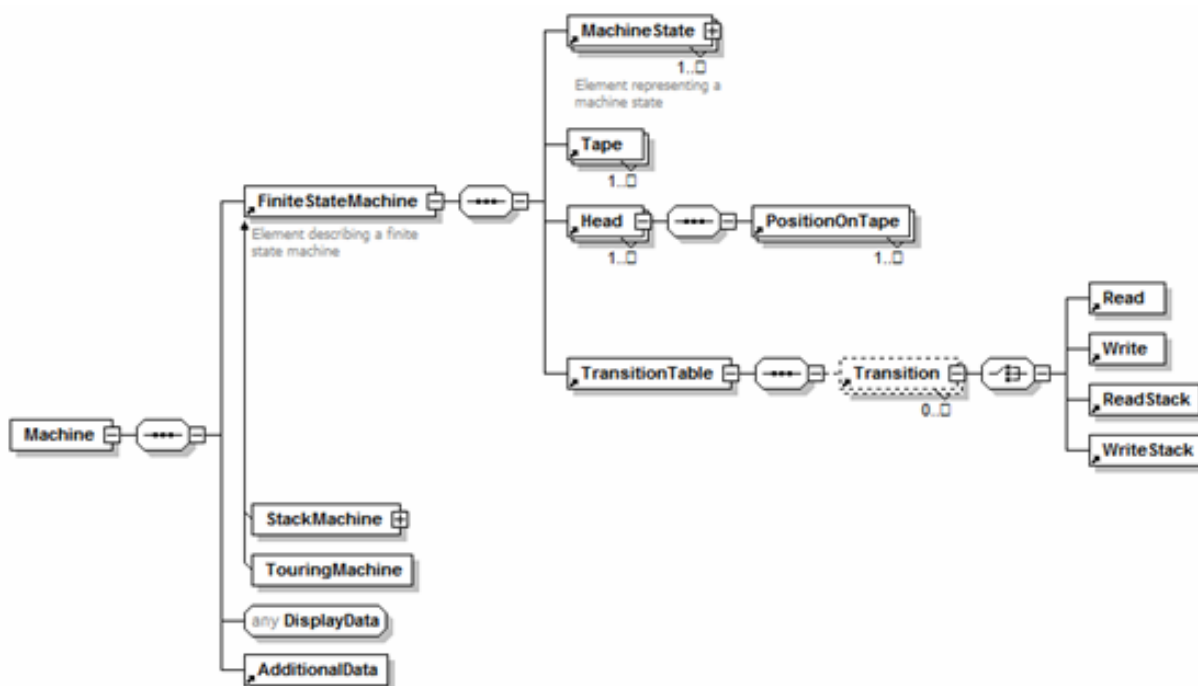 MachineState
1..□
Element representing a
machine state
Tape
1..□
FiniteStateMachine
Element describing a finite
state machine
Head
1..□
PositionOnTape
1..□
TransitionTable
Transition
0..□
Read
Write
ReadStack
WriteStack
Machine
StackMachine
TouringMachine
any DisplayData
AdditionalData